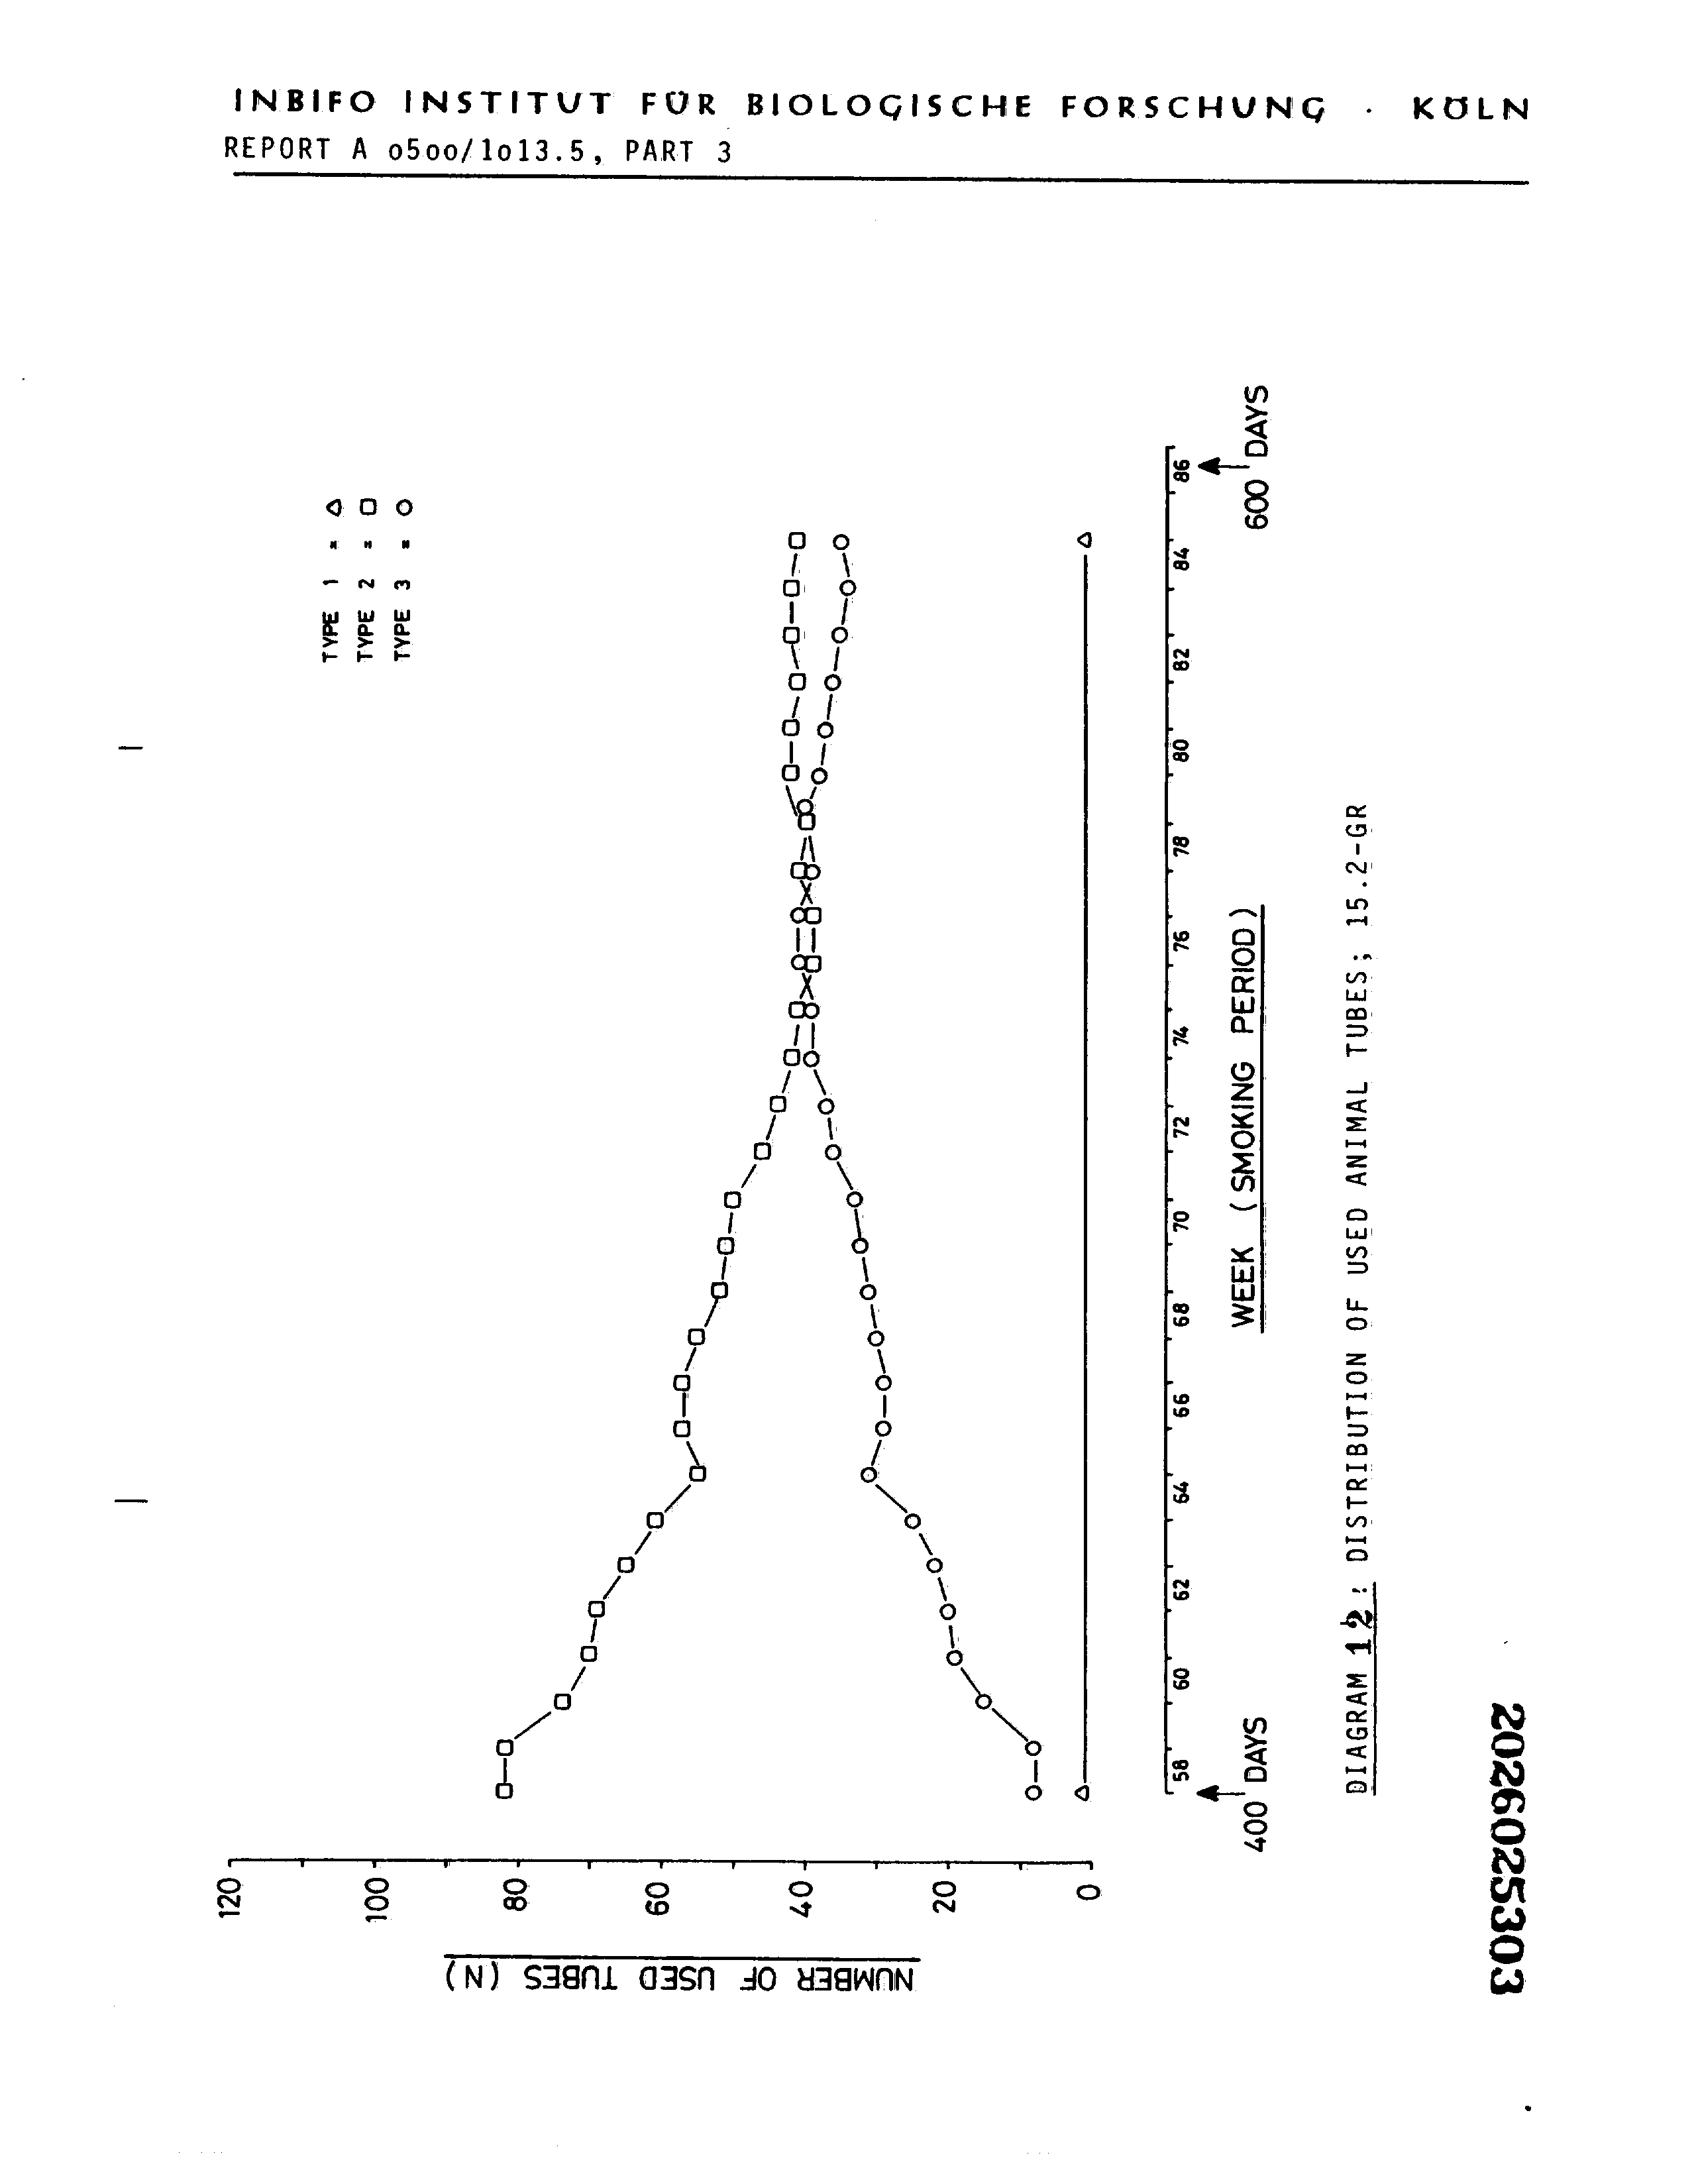 INBIFO INSTITUT FÜR BIOLOGISCHE FORSCHUNG · KÖLN
REPORT A o5oo/1o13.5, PART 3
TYPE 1 = △
TYPE 2 = □
TYPE 3 = ○
NUMBER OF USED TUBES (N)
120
100
80
60
40
20
0
58 60 62 64 66 68 70 72 74 76 78 80 82 84 86
400 DAYS
600 DAYS
WEEK (SMOKING PERIOD)
DIAGRAM 12: DISTRIBUTION OF USED ANIMAL TUBES; 15.2-GR
2026025303